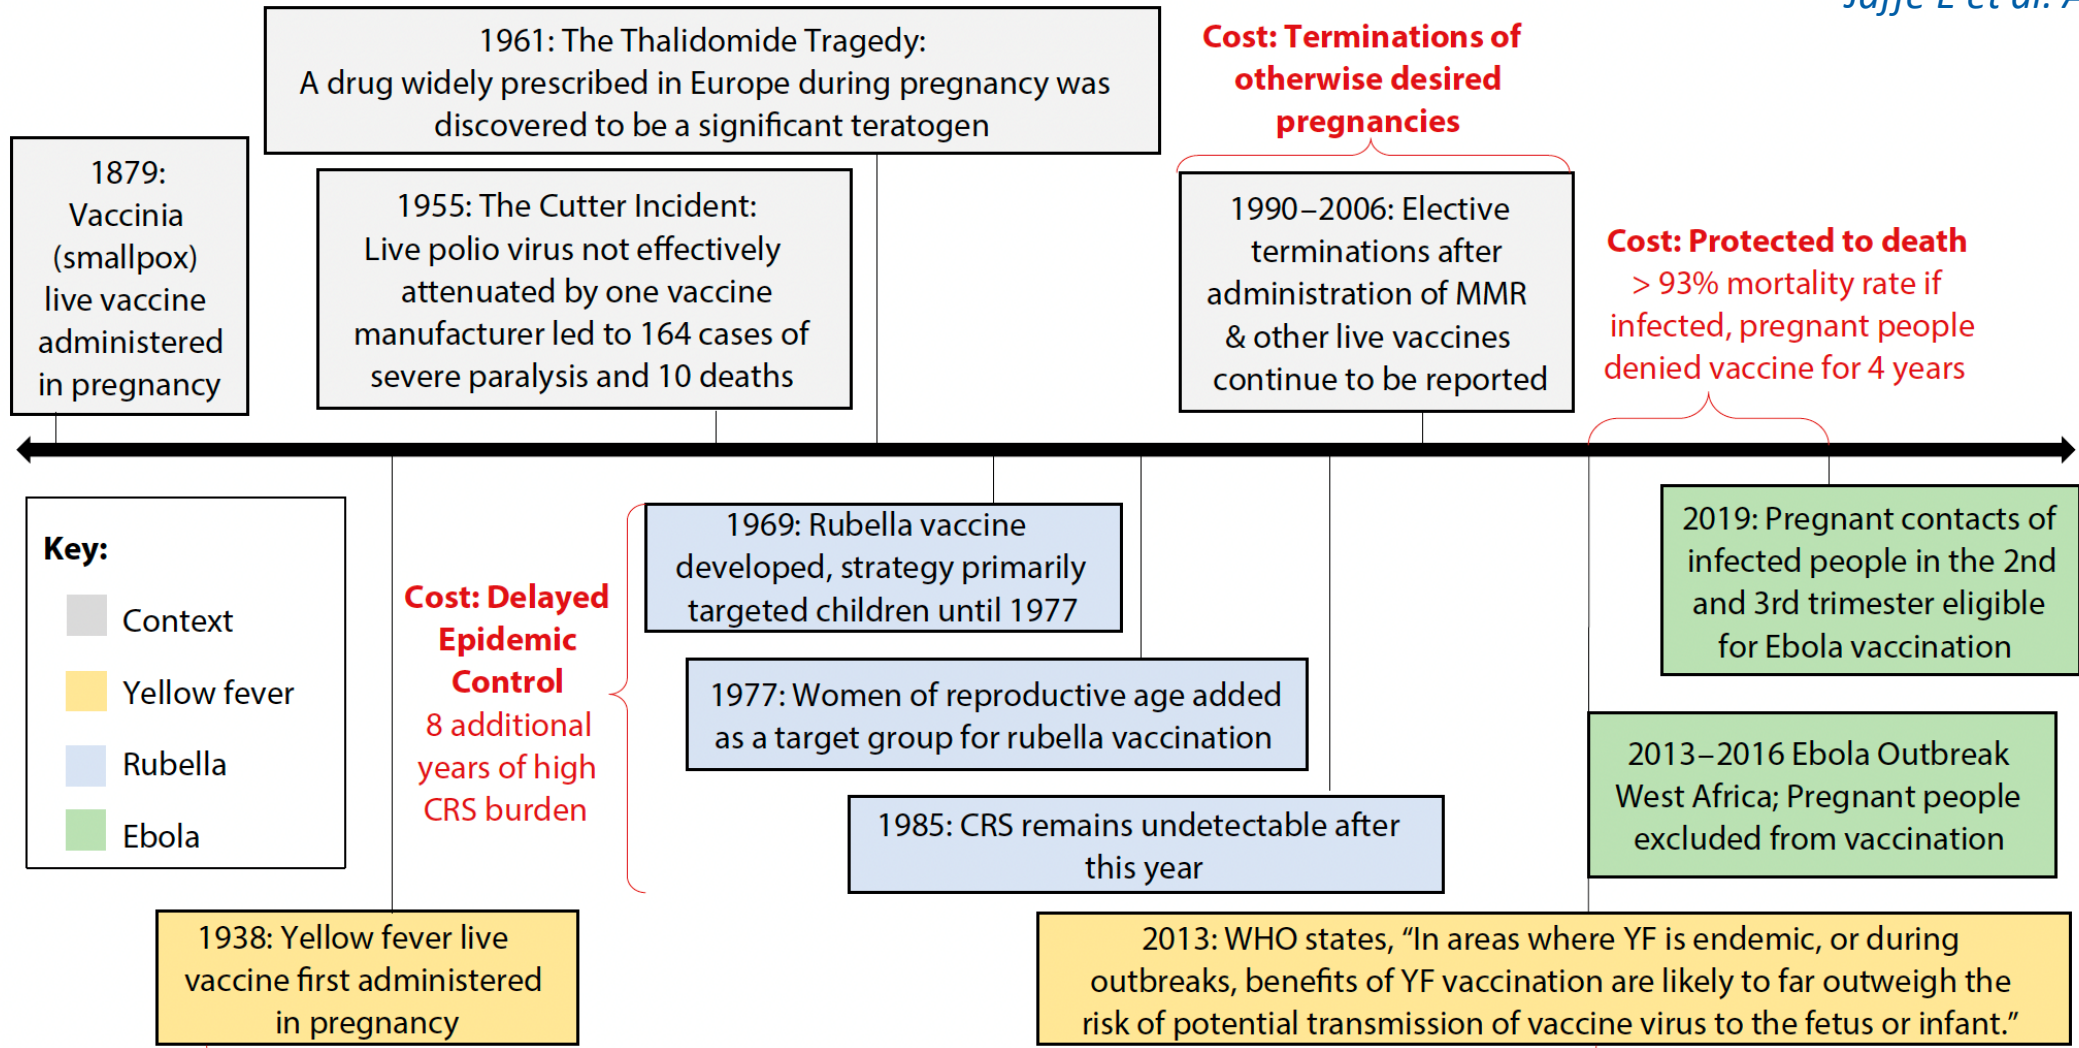 Jaffe E et al. A
1961: The Thalidomide Tragedy:
A drug widely prescribed in Europe during pregnancy was
discovered to be a significant teratogen
Cost: Terminations of
otherwise desired
pregnancies
1879:
Vaccinia
(smallpox)
live vaccine
administered
in pregnancy
1955: The Cutter Incident:
Live polio virus not effectively
attenuated by one vaccine
manufacturer led to 164 cases of
severe paralysis and 10 deaths
1990–2006: Elective
terminations after
administration of MMR
& other live vaccines
continue to be reported
Cost: Protected to death
> 93% mortality rate if
infected, pregnant people
denied vaccine for 4 years
Key:
Context
Yellow fever
Rubella
Ebola
Cost: Delayed
Epidemic
Control
8 additional
years of high
CRS burden
1969: Rubella vaccine
developed, strategy primarily
targeted children until 1977
1977: Women of reproductive age added
as a target group for rubella vaccination
1985: CRS remains undetectable after
this year
2019: Pregnant contacts of
infected people in the 2nd
and 3rd trimester eligible
for Ebola vaccination
2013–2016 Ebola Outbreak
West Africa; Pregnant people
excluded from vaccination
1938: Yellow fever live
vaccine first administered
in pregnancy
2013: WHO states, “In areas where YF is endemic, or during
outbreaks, benefits of YF vaccination are likely to far outweigh the
risk of potential transmission of vaccine virus to the fetus or infant.”